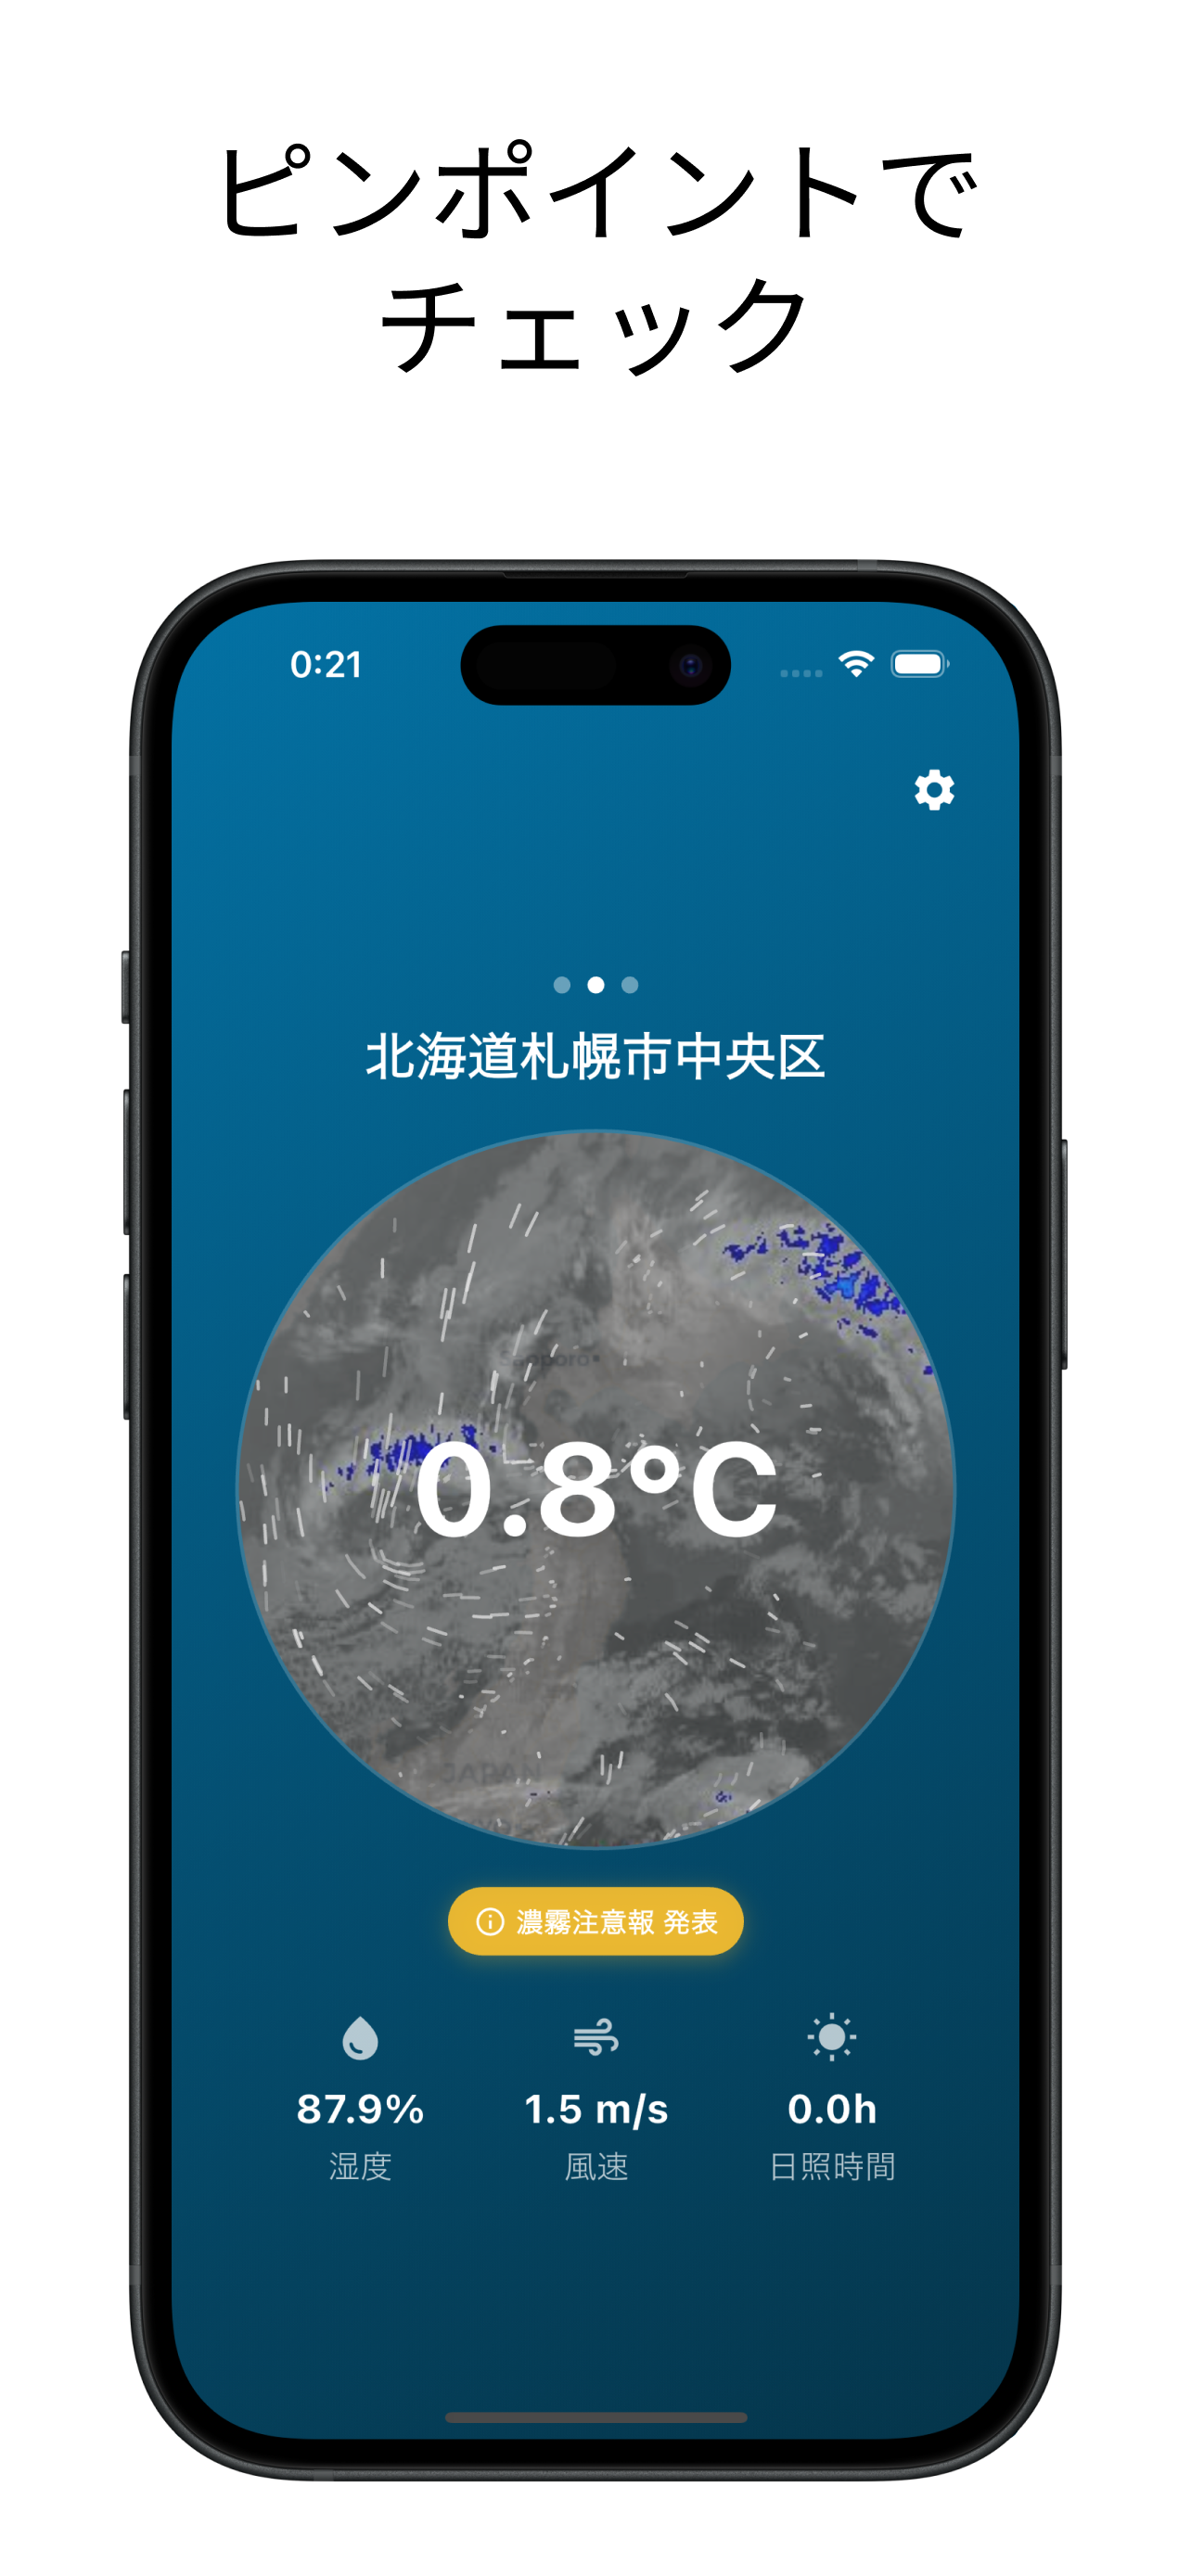 ピンポイントで
チェック
0:21
北海道札幌市中央区
Sapporo
0.8°C
JAPAN
濃霧注意報 発表
87.9% 1.5 m/s 0.0h
湿度 風速 日照時間